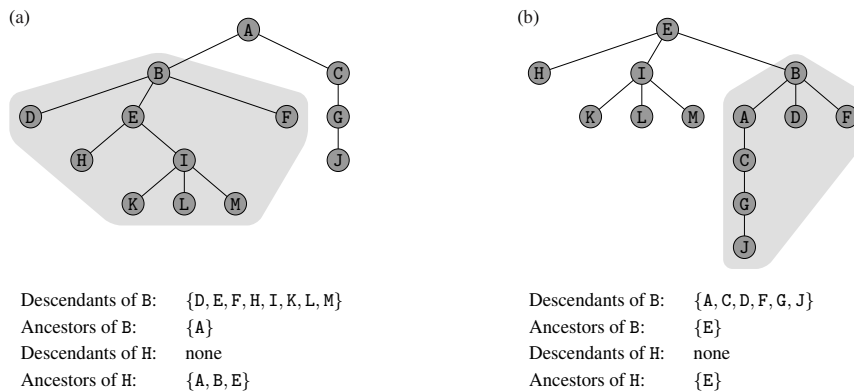 (a)
A
B C
D E F G
H I J
K L M
Descendants of B: {D, E, F, H, I, K, L, M}
Ancestors of B: {A}
Descendants of H: none
Ancestors of H: {A, B, E}
(b)
E
H I B
K L M A D F
C
G
J
Descendants of B: {A, C, D, F, G, J}
Ancestors of B: {E}
Descendants of H: none
Ancestors of H: {E}